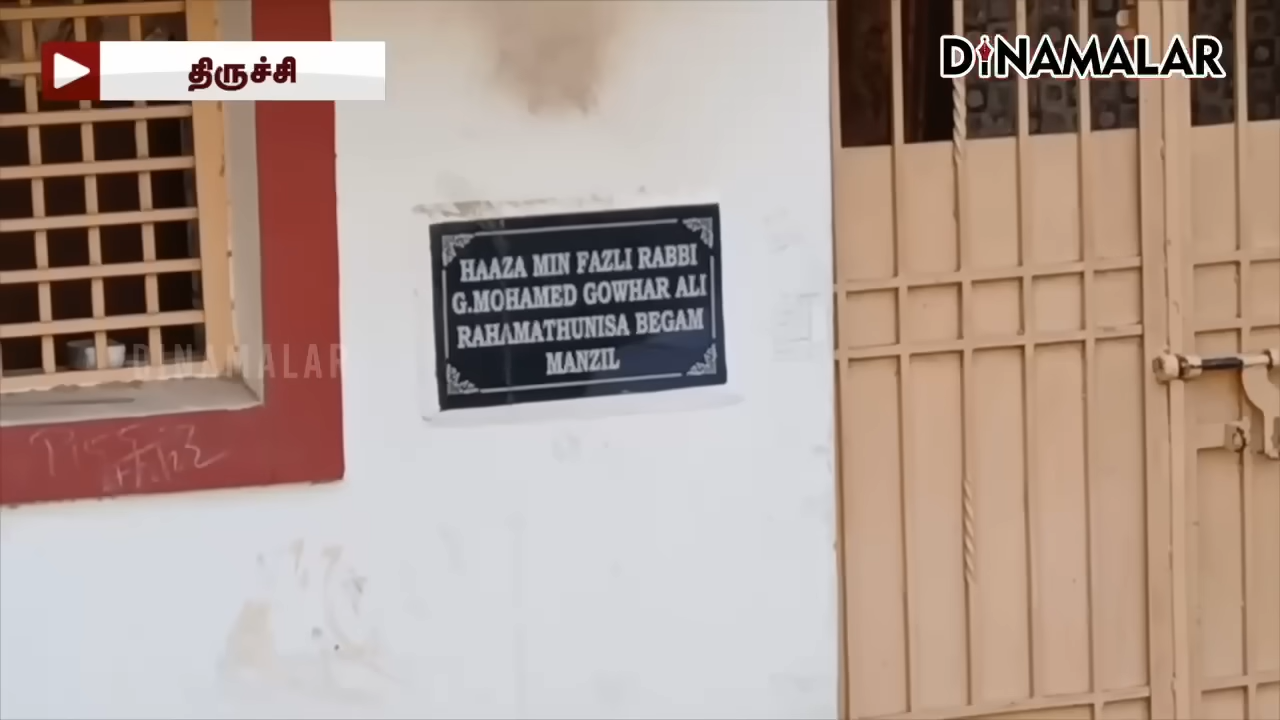 திருச்சி
DINAMALAR
HAAZA MIN FAZLI RABBI
G.MOHAMED GOWHAR ALI
RAHAMATHUNISA BEGAM
MANZIL
DINAMALAR